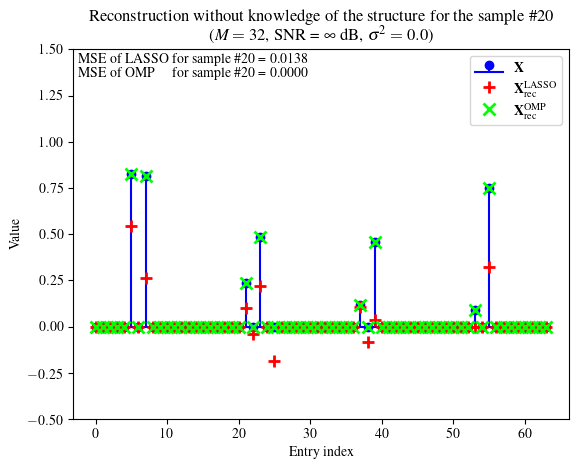 Reconstruction without knowledge of the structure for the sample #20
(M = 32, SNR = ∞ dB, σ² = 0.0)
MSE of LASSO for sample #20 = 0.0138
MSE of OMP for sample #20 = 0.0000
X
X_rec^LASSO
X_rec^OMP
1.50
1.25
1.00
0.75
0.50
0.25
0.00
−0.25
−0.50
Value
0 10 20 30 40 50 60
Entry index